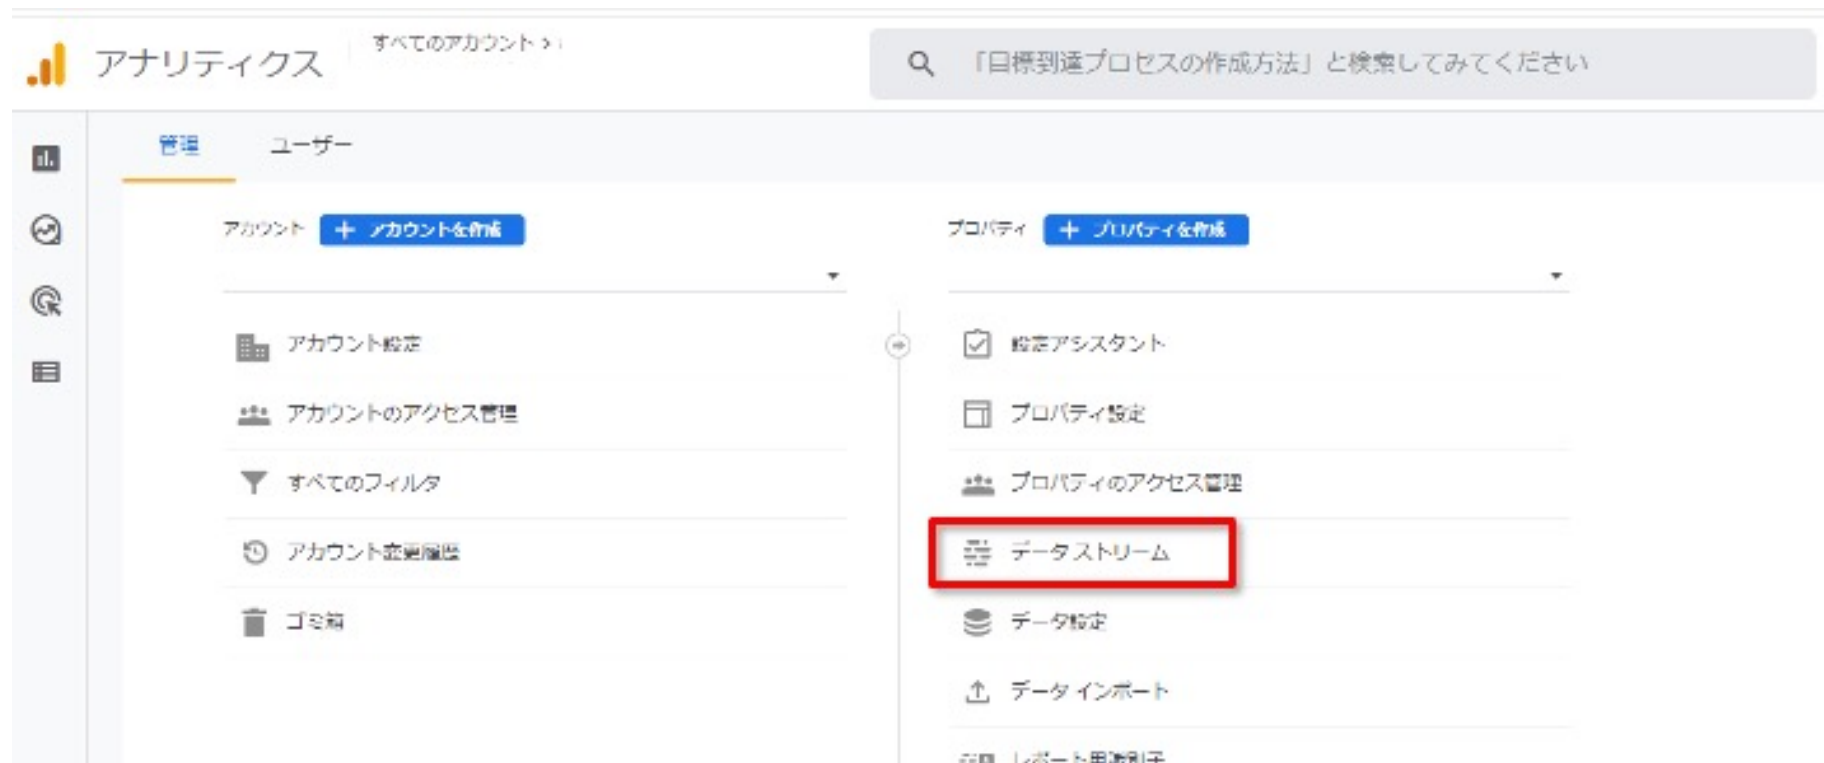 アナリティクス
すべてのアカウント >
「目標到達プロセスの作成方法」と検索してみてください
管理
ユーザー
アカウント
+ アカウントを作成
アカウント設定
アカウントのアクセス管理
すべてのフィルタ
アカウント変更履歴
ゴミ箱
プロパティ
+ プロパティを作成
設定アシスタント
プロパティ設定
プロパティのアクセス管理
データ ストリーム
データ設定
データ インポート
レポート用識別子